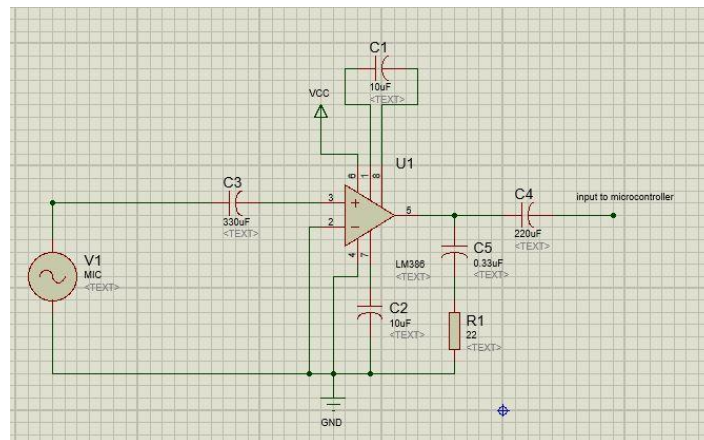 C1
10uF
<TEXT>
VCC
U1
6
1
8
C3
330uF
<TEXT>
3
2
5
4
7
LM386
<TEXT>
C4
220uF
<TEXT>
input to microcontroller
V1
MIC
<TEXT>
C5
0.33uF
<TEXT>
C2
10uF
<TEXT>
R1
22
<TEXT>
GND